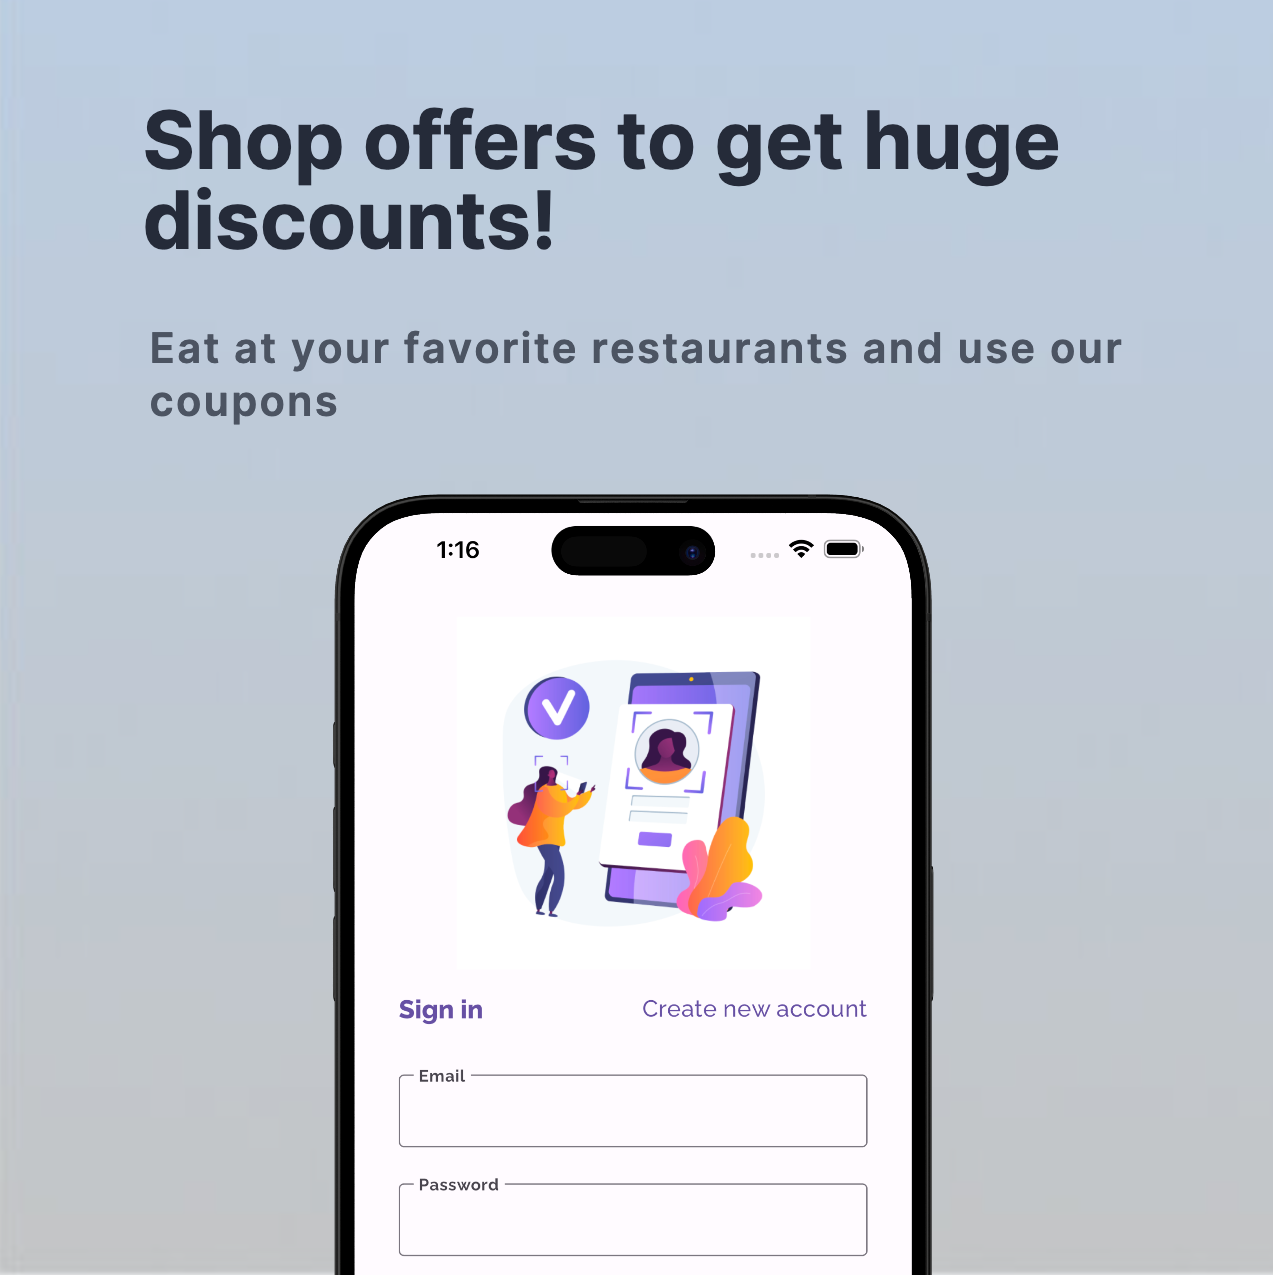 Shop offers to get huge
discounts!
Eat at your favorite restaurants and use our
coupons
1:16
Sign in
Create new account
Email
Password